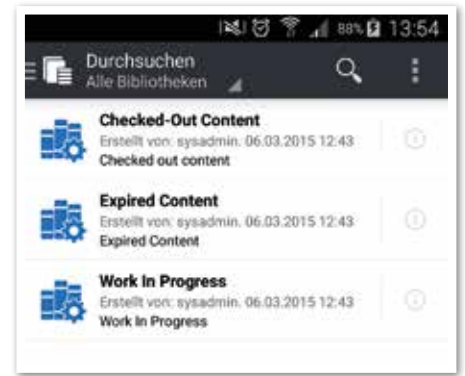 88% 13:54
Durchsuchen
Alle Bibliotheken
Checked-Out Content
Erstellt von: sysadmin. 06.03.2015 12:43
Checked out content
Expired Content
Erstellt von: sysadmin. 06.03.2015 12:43
Expired Content
Work In Progress
Erstellt von: sysadmin. 06.03.2015 12:43
Work In Progress